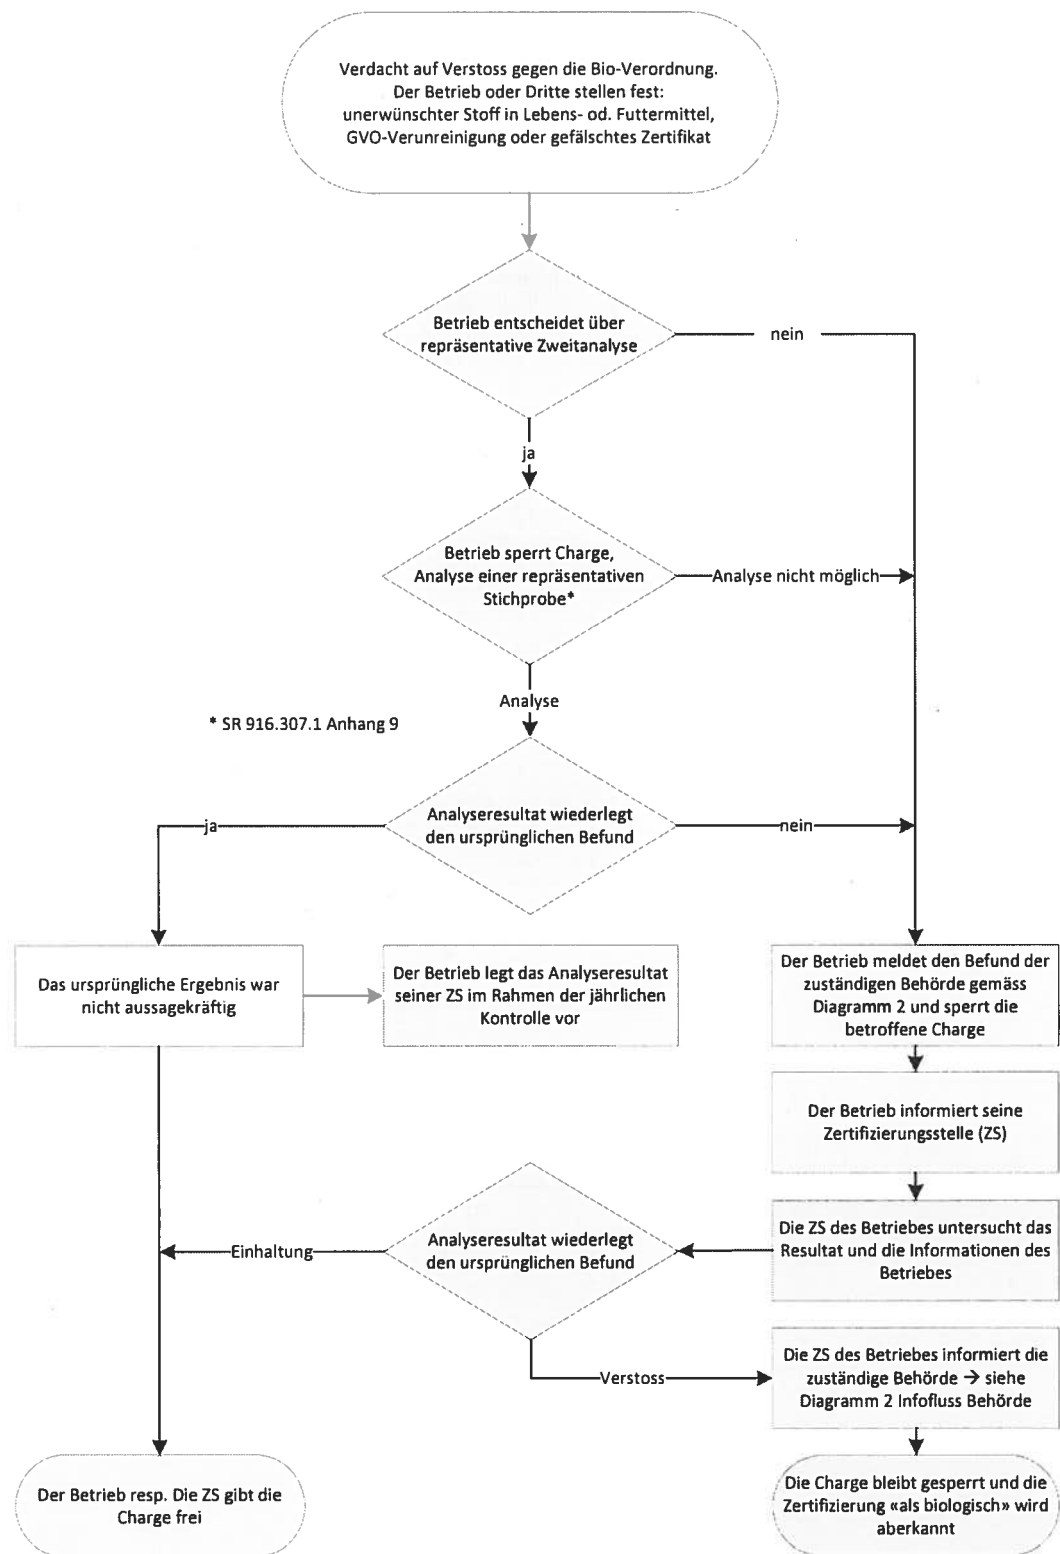 Verdacht auf Verstoss gegen die Bio-Verordnung.
Der Betrieb oder Dritte stellen fest:
unerwünschter Stoff in Lebens- od. Futtermittel,
GVO-Verunreinigung oder gefälschtes Zertifikat
Betrieb entscheidet über
repräsentative Zweitanalyse
nein
ja
Betrieb sperrt Charge,
Analyse einer repräsentativen
Stichprobe*
Analyse nicht möglich
Analyse
* SR 916.307.1 Anhang 9
Analyseresultat wiederlegt
den ursprünglichen Befund
ja
nein
Das ursprüngliche Ergebnis war
nicht aussagekräftig
Der Betrieb legt das Analyseresultat
seiner ZS im Rahmen der jährlichen
Kontrolle vor
Der Betrieb meldet den Befund der
zuständigen Behörde gemäss
Diagramm 2 und sperrt die
betroffene Charge
Der Betrieb informiert seine
Zertifizierungsstelle (ZS)
Die ZS des Betriebes untersucht das
Resultat und die Informationen des
Betriebes
Analyseresultat wiederlegt
den ursprünglichen Befund
Einhaltung
Verstoss
Die ZS des Betriebes informiert die
zuständige Behörde → siehe
Diagramm 2 Infofluss Behörde
Der Betrieb resp. Die ZS gibt die
Charge frei
Die Charge bleibt gesperrt und die
Zertifizierung «als biologisch» wird
aberkannt